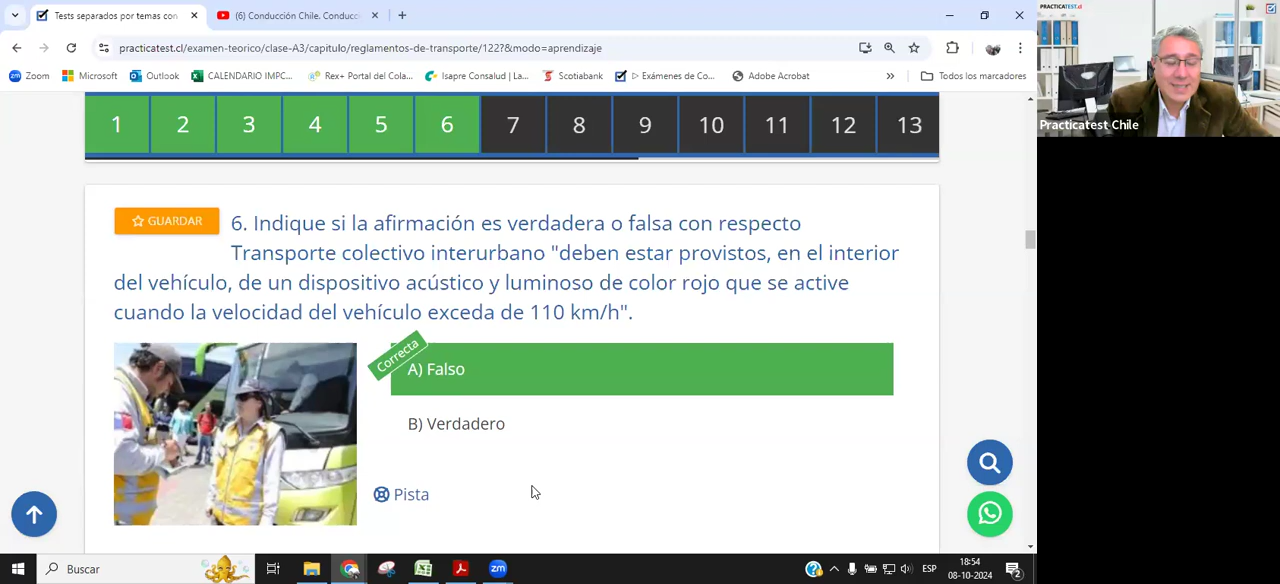 Tests separados por temas con
(6) Conducción Chile. Conducc
practicatest.cl/examen-teorico/clase-A3/capitulo/reglamentos-de-transporte/122?&modo=aprendizaje
Zoom
Microsoft
Outlook
CALENDARIO IMPC...
Rex+ Portal del Cola...
Isapre Consalud | La...
Scotiabank
Exámenes de Co...
Adobe Acrobat
Todos los marcadores
PRACTICATEST.cl
Practicatest Chile
1 2 3 4 5 6 7 8 9 10 11 12 13
GUARDAR
6. Indique si la afirmación es verdadera o falsa con respecto
Transporte colectivo interurbano "deben estar provistos, en el interior
del vehículo, de un dispositivo acústico y luminoso de color rojo que se active
cuando la velocidad del vehículo exceda de 110 km/h".
Correcta
A) Falso
B) Verdadero
Pista
Buscar
ESP
18:54
08-10-2024
2